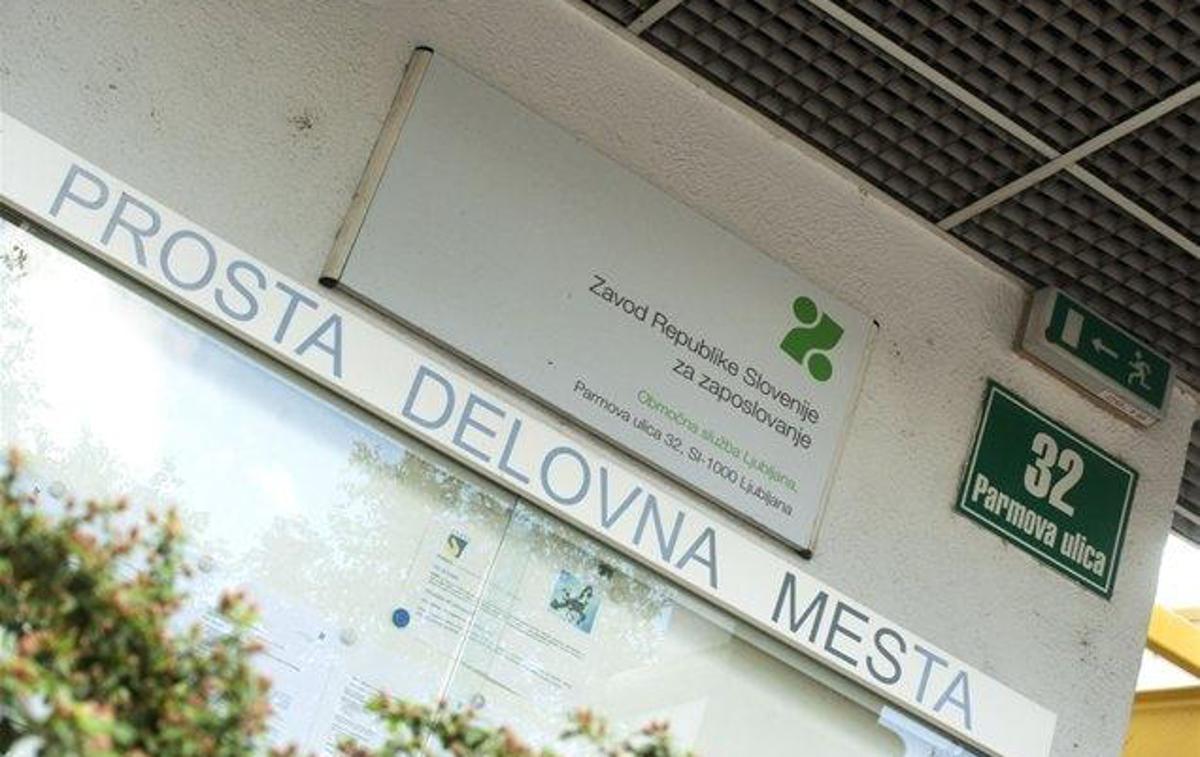 Zavod Republike Slovenije
za zaposlovanje
Območna služba Ljubljana,
Parmova ulica 32, SI-1000 Ljubljana
PROSTA DELOVNA MESTA
32
Parmova ulica